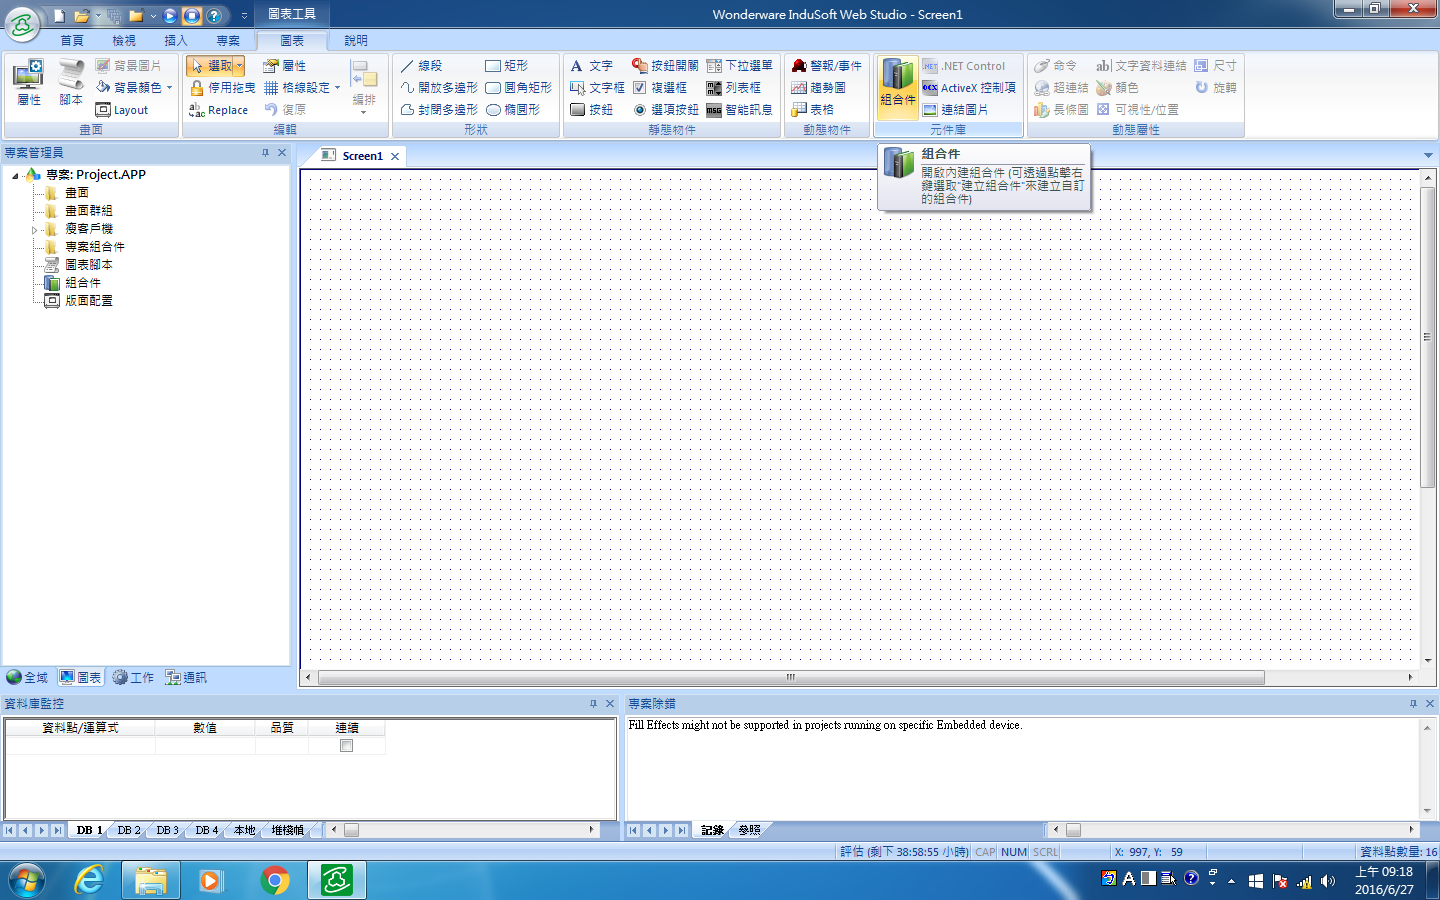 圖表工具
Wonderware InduSoft Web Studio - Screen1
首頁 檢視 插入 專案 圖表 說明
屬性 腳本 背景圖片 背景顏色 Layout
畫面
選取 停用拖曳 Replace 屬性 格線設定 復原 編排
編輯
線段 矩形
開放多邊形 圓角矩形
封閉多邊形 橢圓形
形狀
文字 按鈕開關 下拉選單
文字框 複選框 列表框
按鈕 選項按鈕 智能訊息
靜態物件
警報/事件
趨勢圖
表格
動態物件
組合件 .NET Control
ActiveX 控制項
連結圖片
元件庫
命令 文字資料連結 尺寸
超連結 顏色 旋轉
長條圖 可視性/位置
動態屬性
專案管理員
專案: Project.APP
畫面
畫面群組
瘦客戶機
專案組合件
圖表腳本
組合件
版面配置
全域 圖表 工作 通訊
Screen1
組合件
開啟內建組合件 (可透過點擊右
鍵選取"建立組合件"來建立自訂
的組合件)
資料庫監控
資料點/運算式 數值 品質 連續
DB 1 DB 2 DB 3 DB 4 本地 堆棧幀
專案除錯
Fill Effects might not be supported in projects running on specific Embedded device.
記錄 參照
評估 (剩下 38:58:55 小時) CAP NUM SCRL X: 997, Y: 59 資料點數量: 16
上午 09:18
2016/6/27